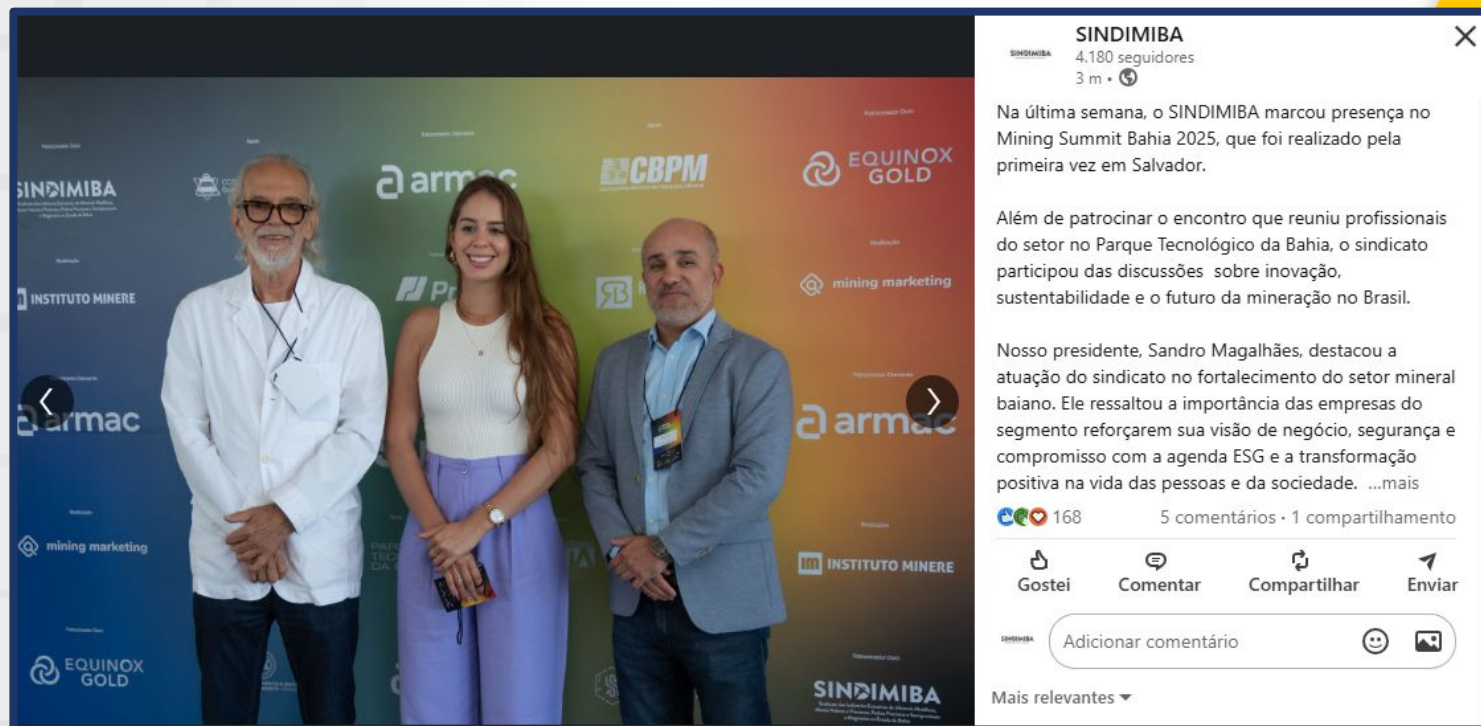 SINDIMIBA
armac
CBPM
EQUINOX
GOLD
INSTITUTO MINERE
mining marketing
armac
armac
mining marketing
INSTITUTO MINERE
EQUINOX
GOLD
SINDIMIBA
SINDIMIBA
SINDIMIBA
4.180 seguidores
3 m •
Na última semana, o SINDIMIBA marcou presença no
Mining Summit Bahia 2025, que foi realizado pela
primeira vez em Salvador.
Além de patrocinar o encontro que reuniu profissionais
do setor no Parque Tecnológico da Bahia, o sindicato
participou das discussões sobre inovação,
sustentabilidade e o futuro da mineração no Brasil.
Nosso presidente, Sandro Magalhães, destacou a
atuação do sindicato no fortalecimento do setor mineral
baiano. Ele ressaltou a importância das empresas do
segmento reforçarem sua visão de negócio, segurança e
compromisso com a agenda ESG e a transformação
positiva na vida das pessoas e da sociedade. ...mais
168 5 comentários · 1 compartilhamento
Gostei Comentar Compartilhar Enviar
SINDIMIBA Adicionar comentário
Mais relevantes